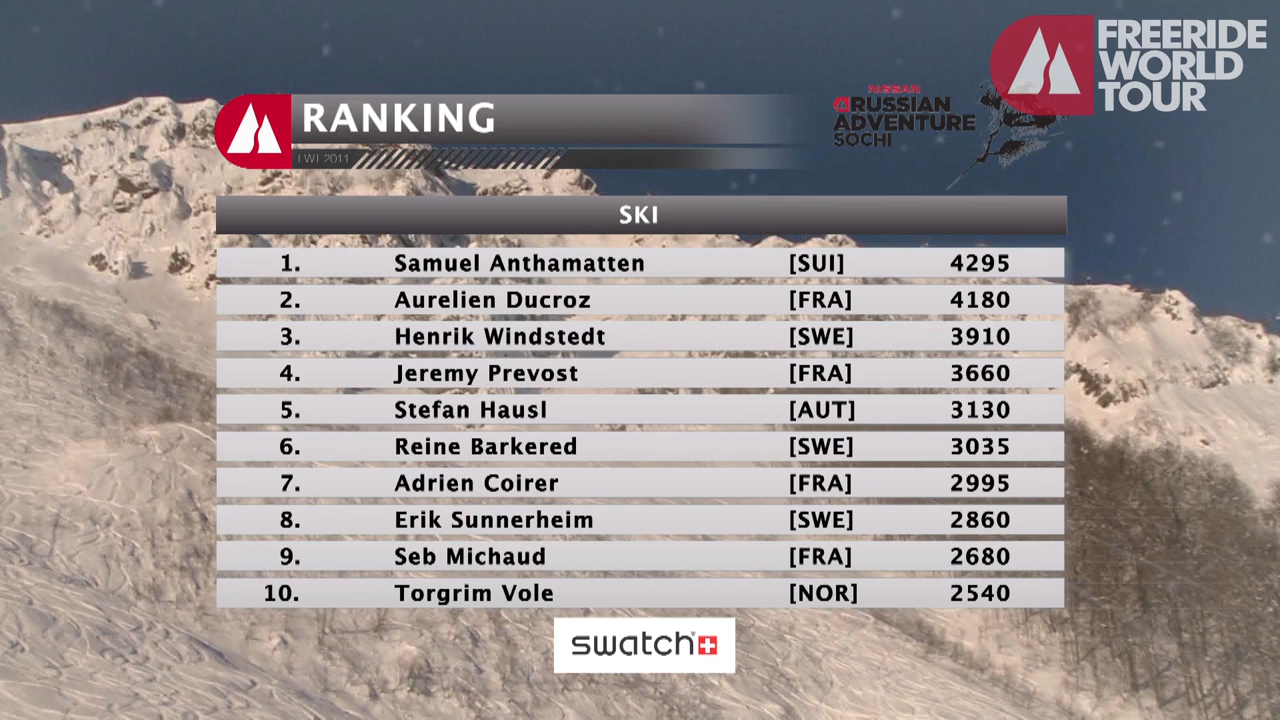 FREERIDE
WORLD
TOUR
NISSAN
RUSSIAN
ADVENTURE
SOCHI
RANKING
2011
SKI
1. Samuel Anthamatten [SUI] 4295
2. Aurelien Ducroz [FRA] 4180
3. Henrik Windstedt [SWE] 3910
4. Jeremy Prevost [FRA] 3660
5. Stefan Hausl [AUT] 3130
6. Reine Barkered [SWE] 3035
7. Adrien Coirer [FRA] 2995
8. Erik Sunnerheim [SWE] 2860
9. Seb Michaud [FRA] 2680
10. Torgrim Vole [NOR] 2540
swatch